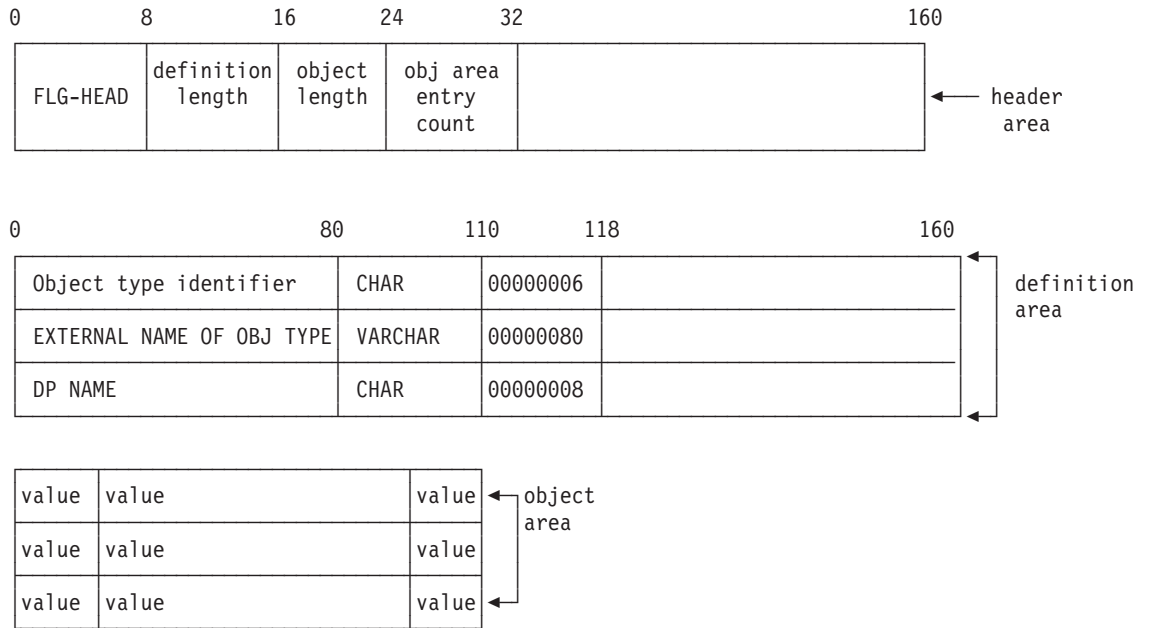 0 8 16 24 32 160
FLG-HEAD definition length object length obj area entry count
header area
0 80 110 118 160
Object type identifier CHAR 00000006
EXTERNAL NAME OF OBJ TYPE VARCHAR 00000080
DP NAME CHAR 00000008
definition area
value value value
value value value
value value value
object area